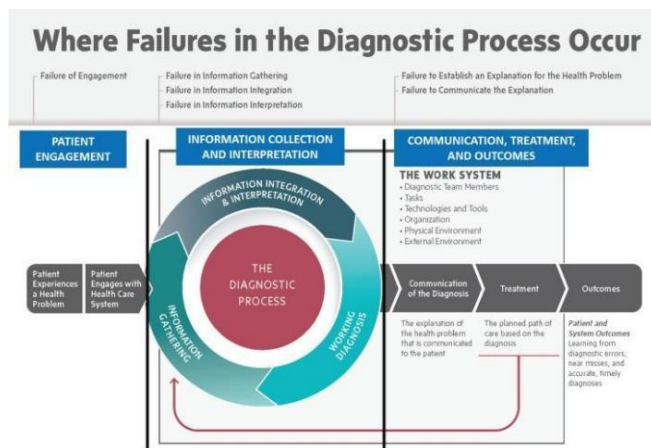 Where Failures in the Diagnostic Process Occur
Failure of Engagement
Failure in Information Gathering
Failure in Information Integration
Failure in Information Interpretation
Failure to Establish an Explanation for the Health Problem
Failure to Communicate the Explanation
PATIENT
ENGAGEMENT
INFORMATION COLLECTION
AND INTERPRETATION
COMMUNICATION, TREATMENT,
AND OUTCOMES
THE WORK SYSTEM
• Diagnostic Team Members
• Tasks
• Technologies and Tools
• Organization
• Physical Environment
• External Environment
INFORMATION INTEGRATION
& INTERPRETATION
THE
DIAGNOSTIC
PROCESS
INFORMATION
GATHERING
WORKING
DIAGNOSIS
Patient
Experiences
a Health
Problem
Patient
Engages with
Health Care
System
Communication
of the Diagnosis
Treatment
Outcomes
The explanation of
the health problem
that is communicated
to the patient
The planned path of
care based on the
diagnosis
Patient and
System Outcomes
Learning from
diagnostic errors,
near misses, and
accurate, timely
diagnoses